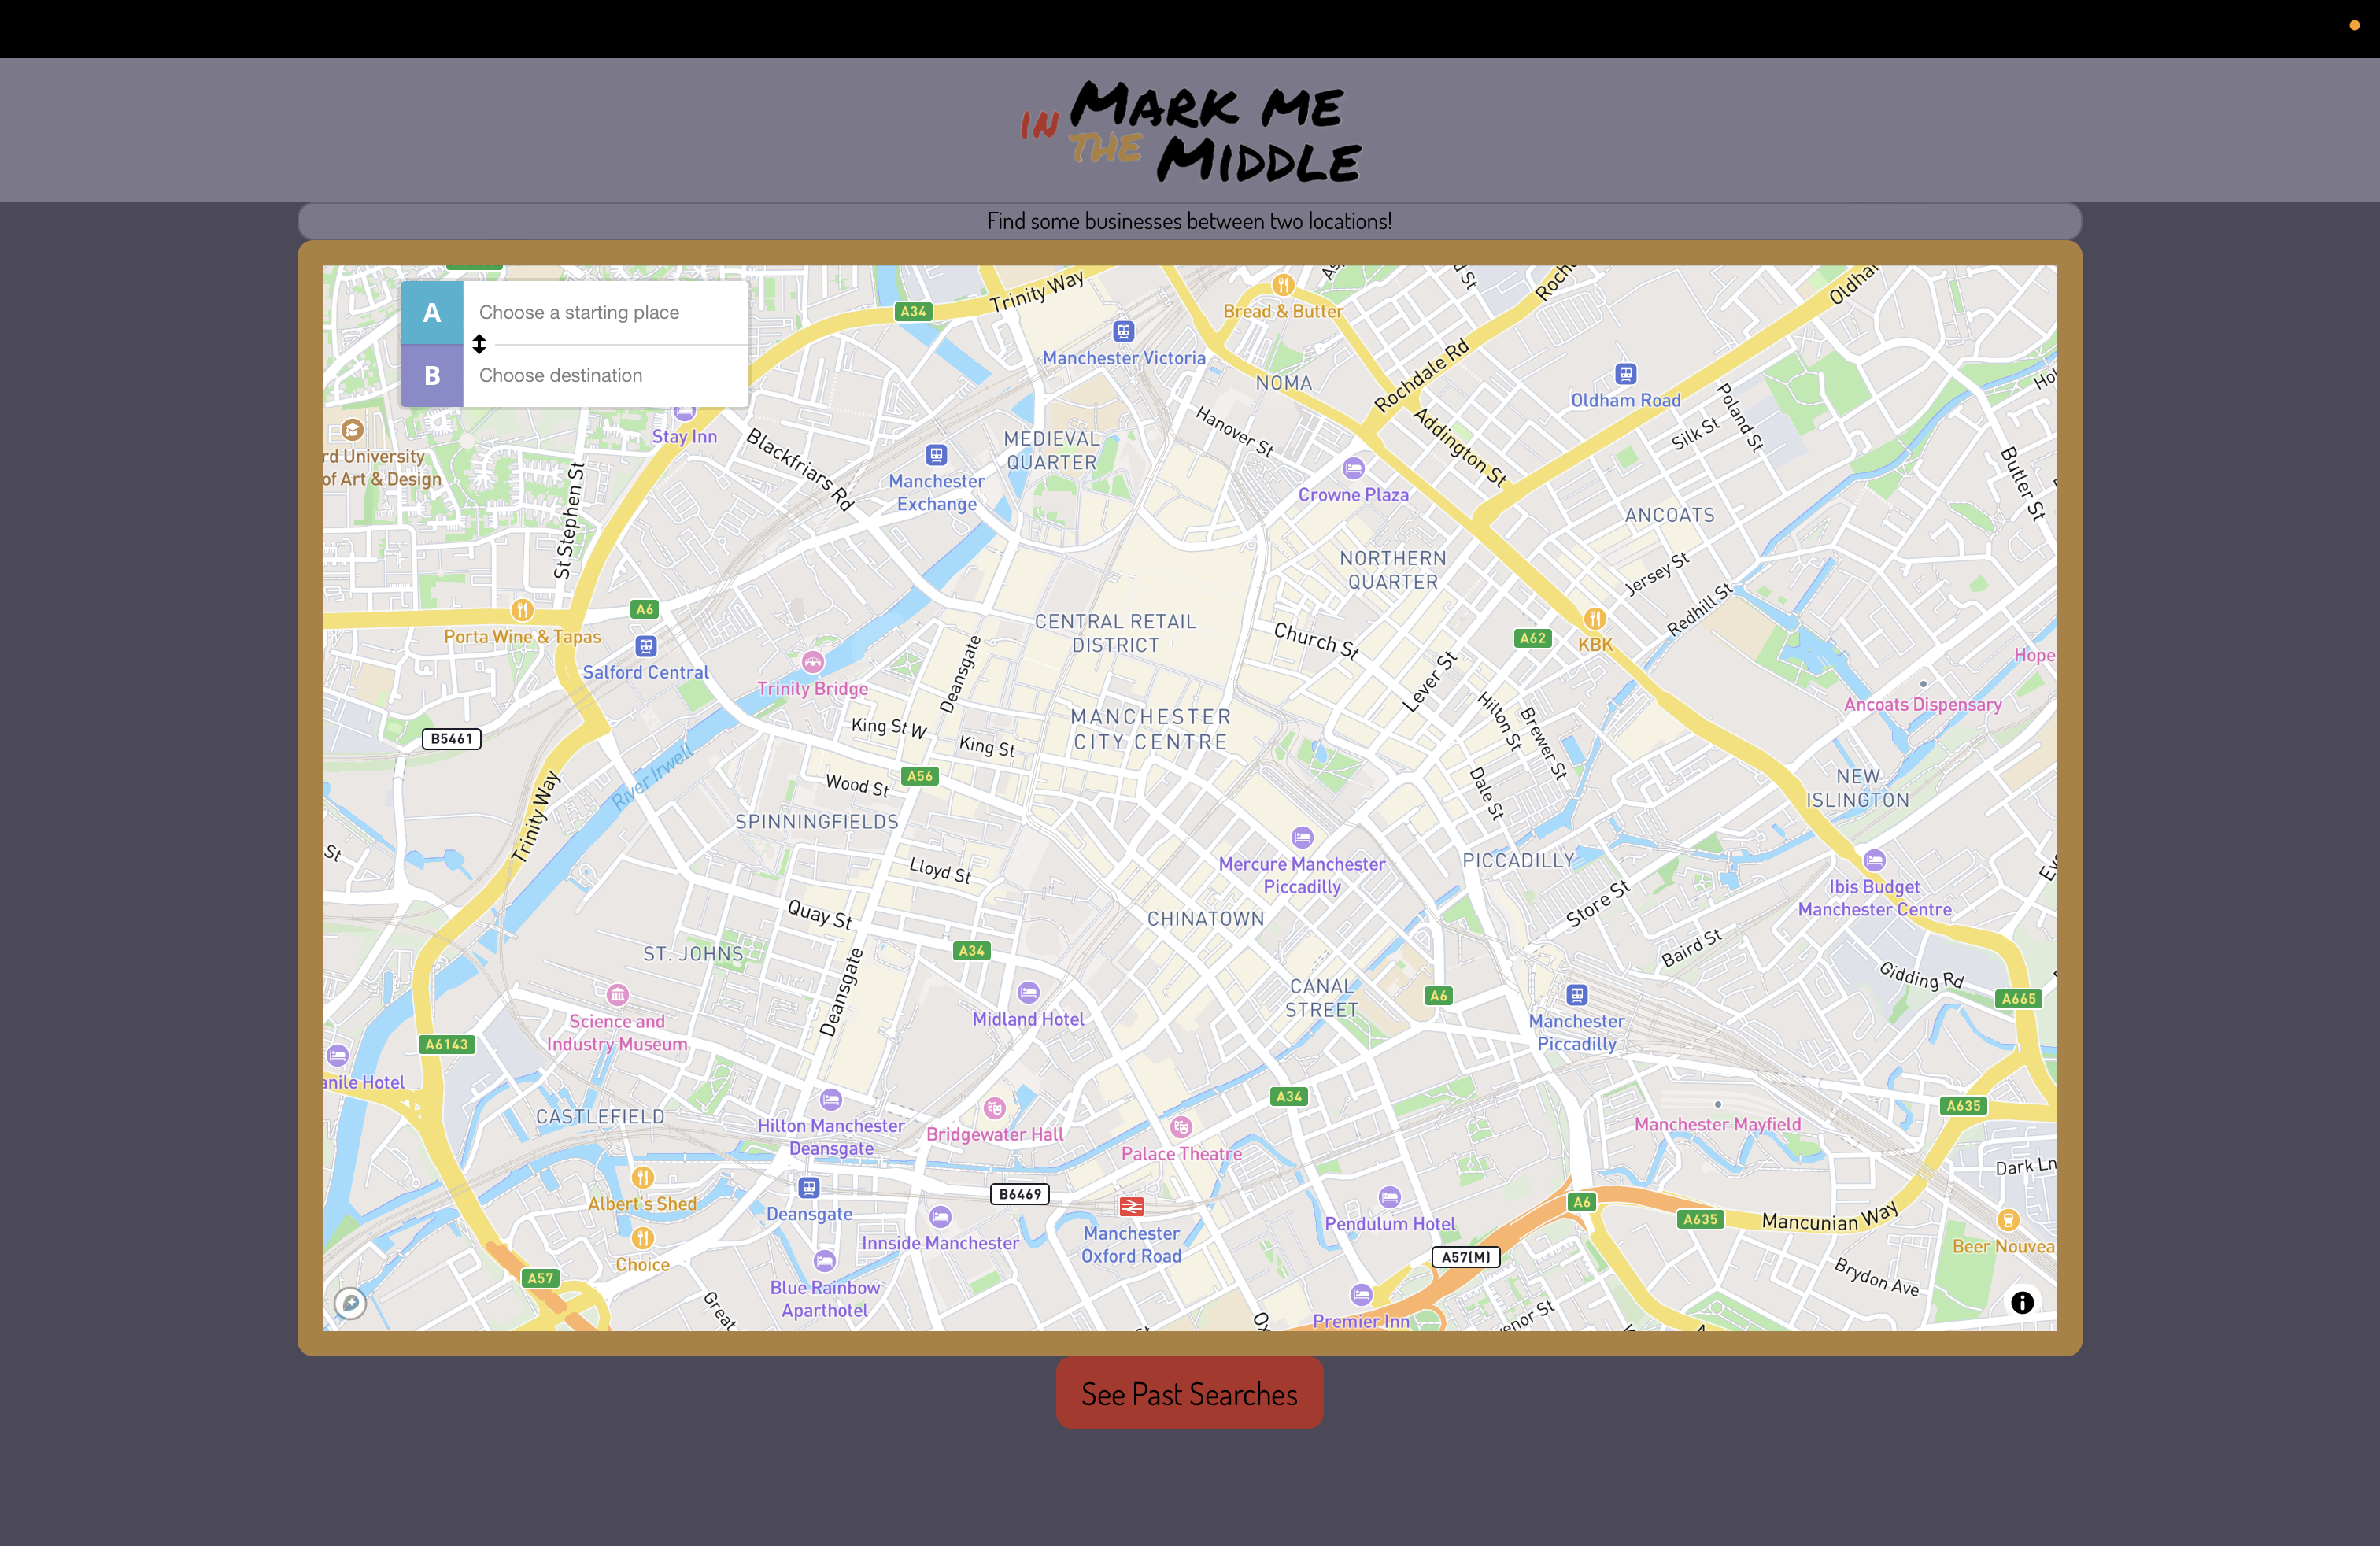 MARK ME
IN THE
MIDDLE
Find some businesses between two locations!
A Choose a starting place
B Choose destination
A34
Trinity Way
Bread & Butter
Manchester Victoria
NOMA
Rochdale Rd
Oldham Road
Poland St
Addington St
Silk St
Hanover St
Stay Inn
Blackfriars Rd
MEDIEVAL
QUARTER
Manchester
Exchange
Crowne Plaza
rd University
of Art & Design
Butler St
ANCOATS
St Stephen St
NORTHERN
QUARTER
Jersey St
Redhill St
A6
Porta Wine & Tapas
CENTRAL RETAIL
DISTRICT
Church St
A62
KBK
Salford Central
Trinity Bridge
Deansgate
Lever St
Hope
Ancoats Dispensary
King St W
King St
MANCHESTER
CITY CENTRE
Hilton St
Brewer St
B5461
A56
River Irwell
Wood St
Dale St
NEW
ISLINGTON
Trinity Way
SPINNINGFIELDS
St
Lloyd St
Mercure Manchester
Piccadilly
PICCADILLY
Ibis Budget
Manchester Centre
Store St
Quay St
CHINATOWN
ST. JOHNS
A34
Baird St
Gidding Rd
Deansgate
CANAL
STREET
A6
A665
Science and
Industry Museum
Midland Hotel
Manchester
Piccadilly
A6143
anile Hotel
A34
A635
CASTLEFIELD
Hilton Manchester
Deansgate
Bridgewater Hall
Palace Theatre
Manchester Mayfield
Dark Ln
Albert's Shed
Deansgate
B6469
Innside Manchester
Manchester
Oxford Road
Pendulum Hotel
A6
A635
Mancunian Way
Beer Nouvea
A57(M)
Choice
A57
Blue Rainbow
Aparthotel
Brydon Ave
Great
Premier Inn
enor St
See Past Searches